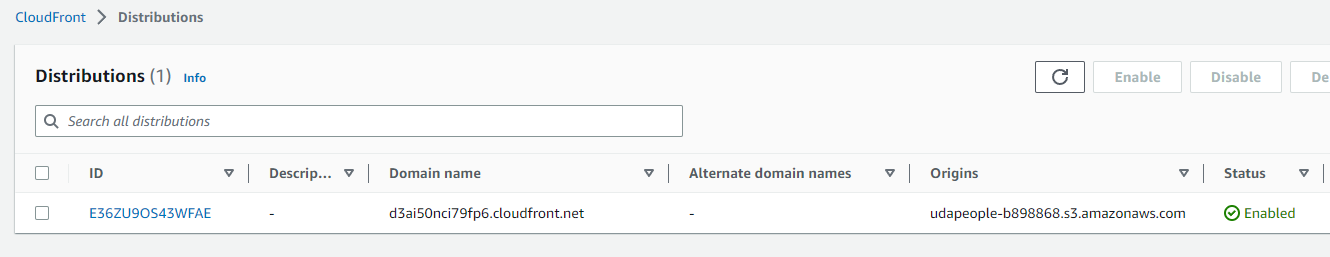 CloudFront > Distributions
Distributions (1) Info
Enable Disable De
Search all distributions
ID Descrip... Domain name Alternate domain names Origins Status
E36ZU9OS43WFAE - d3ai50nci79fp6.cloudfront.net - udapeople-b898868.s3.amazonaws.com Enabled